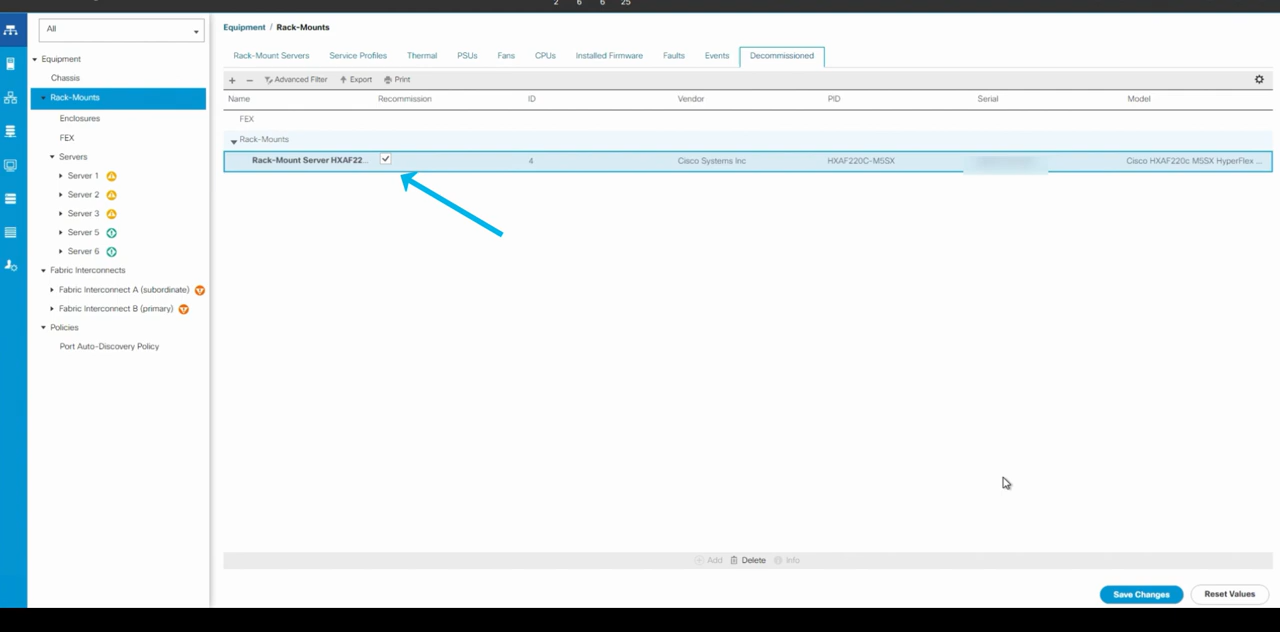 2 6 6 25
All
Equipment / Rack-Mounts
Rack-Mount Servers Service Profiles Thermal PSUs Fans CPUs Installed Firmware Faults Events Decommissioned
+ − Advanced Filter Export Print
Name Recommission ID Vendor PID Serial Model
FEX
Rack-Mounts
Rack-Mount Server HXAF22... 4 Cisco Systems Inc HXAF220C-M5SX Cisco HXAF220c M5SX HyperFlex ...
Equipment
Chassis
Rack-Mounts
Enclosures
FEX
Servers
Server 1
Server 2
Server 3
Server 5
Server 6
Fabric Interconnects
Fabric Interconnect A (subordinate)
Fabric Interconnect B (primary)
Policies
Port Auto-Discovery Policy
Add Delete Info
Save Changes Reset Values